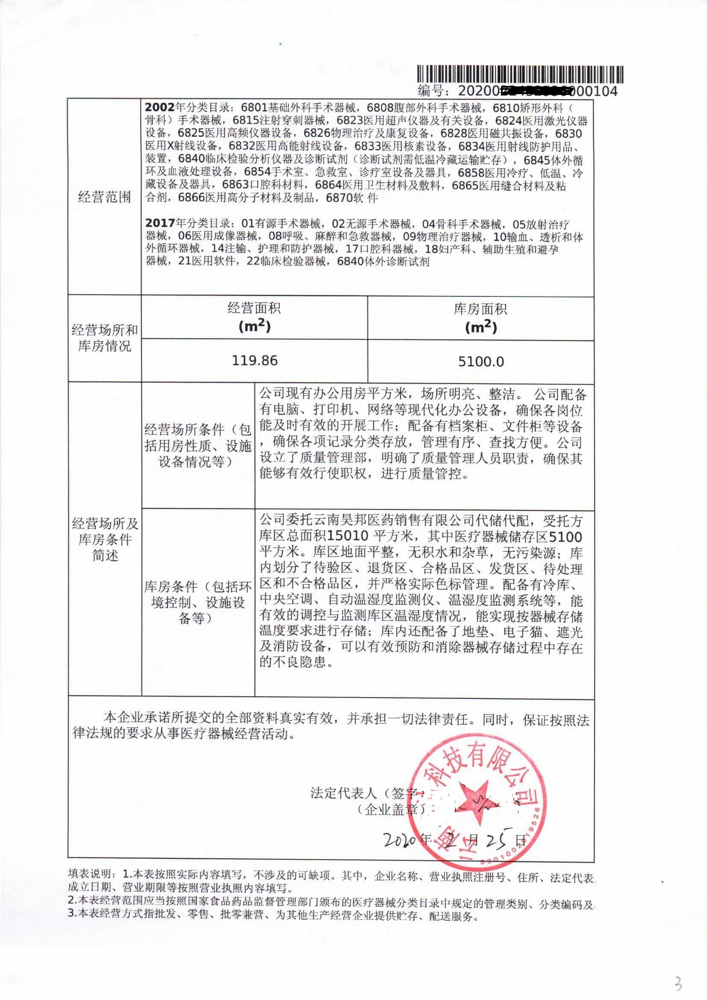 编号：20200 000104
经营范围
2002年分类目录：6801基础外科手术器械，6808腹部外科手术器械，6810矫形外科（
骨科）手术器械，6815注射穿刺器械，6823医用超声仪器及有关设备，6824医用激光仪器
设备，6825医用高频仪器设备，6826物理治疗及康复设备，6828医用磁共振设备，6830
医用X射线设备，6832医用高能射线设备，6833医用核素设备，6834医用射线防护用品、
装置，6840临床检验分析仪器及诊断试剂（诊断试剂需低温冷藏运输贮存），6845体外循
环及血液处理设备，6854手术室、急救室、诊疗室设备及器具，6858医用冷疗、低温、冷
藏设备及器具，6863口腔科材料，6864医用卫生材料及敷料，6865医用缝合材料及粘
合剂，6866医用高分子材料及制品，6870软 件
2017年分类目录：01有源手术器械，02无源手术器械，04骨科手术器械，05放射治疗
器械，06医用成像器械，08呼吸、麻醉和急救器械，09物理治疗器械，10输血、透析和体
外循环器械，14注输、护理和防护器械，17口腔科器械，18妇产科、辅助生殖和避孕
器械，21医用软件，22临床检验器械，6840体外诊断试剂
经营场所和
库房情况
经营面积
(m²)
库房面积
(m²)
119.86
5100.0
经营场所及
库房条件
简述
经营场所条件（包
括用房性质、设施
设备情况等）
公司现有办公用房平方米，场所明亮、整洁。 公司配备
有电脑、打印机、网络等现代化办公设备，确保各岗位
能及时有效的开展工作；配备有档案柜、文件柜等设备
，确保各项记录分类存放，管理有序、查找方便。公司
设立了质量管理部，明确了质量管理人员职责，确保其
能够有效行使职权，进行质量管控。
库房条件（包括环
境控制、设施设
备等）
公司委托云南昊邦医药销售有限公司代储代配，受托方
库区总面积15010 平方米，其中医疗器械储存区5100
平方米。库区地面平整，无积水和杂草，无污染源；库
内划分了待验区、退货区、合格品区、发货区、待处理
区和不合格品区，并严格实际色标管理。配备有冷库、
中央空调、自动温湿度监测仪、温湿度监测系统等，能
有效的调控与监测库区温湿度情况，能实现按器械存储
温度要求进行存储；库内还配备了地垫、电子猫、遮光
及消防设备，可以有效预防和消除器械存储过程中存在
的不良隐患。
本企业承诺所提交的全部资料真实有效，并承担一切法律责任。同时，保证按照法
律法规的要求从事医疗器械经营活动。
法定代表人（签字）
（企业盖章）
云南 科技有限公司
2020年 2 月 25 日
填表说明：1.本表按照实际内容填写，不涉及的可缺项。其中，企业名称、营业执照注册号、住所、法定代表
成立日期、营业期限等按照营业执照内容填写。
2.本表经营范围应当按照国家食品药品监督管理部门颁布的医疗器械分类目录中规定的管理类别、分类编码及
3.本表经营方式指批发、零售、批零兼营、为其他生产经营企业提供贮存、配送服务。
3